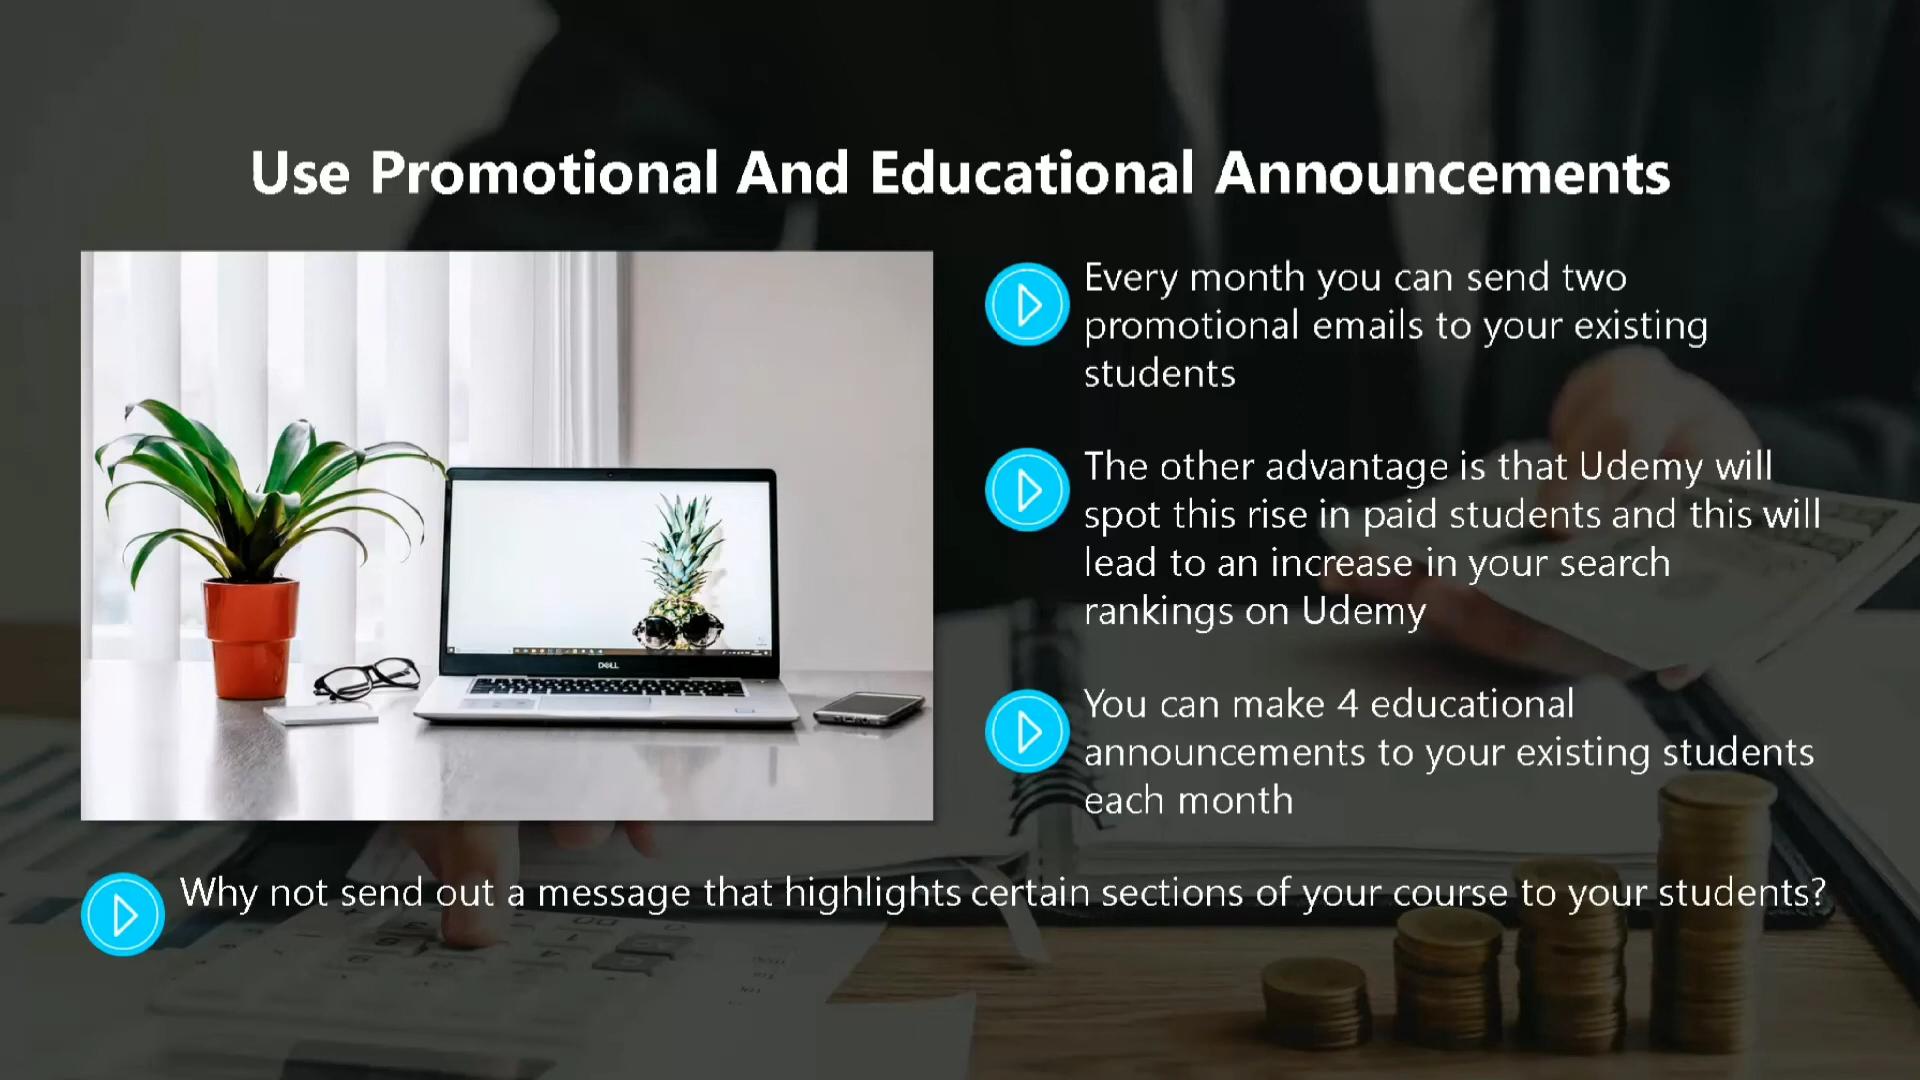 Use Promotional And Educational Announcements
Every month you can send two
promotional emails to your existing
students
The other advantage is that Udemy will
spot this rise in paid students and this will
lead to an increase in your search
rankings on Udemy
You can make 4 educational
announcements to your existing students
each month
Why not send out a message that highlights certain sections of your course to your students?
DELL